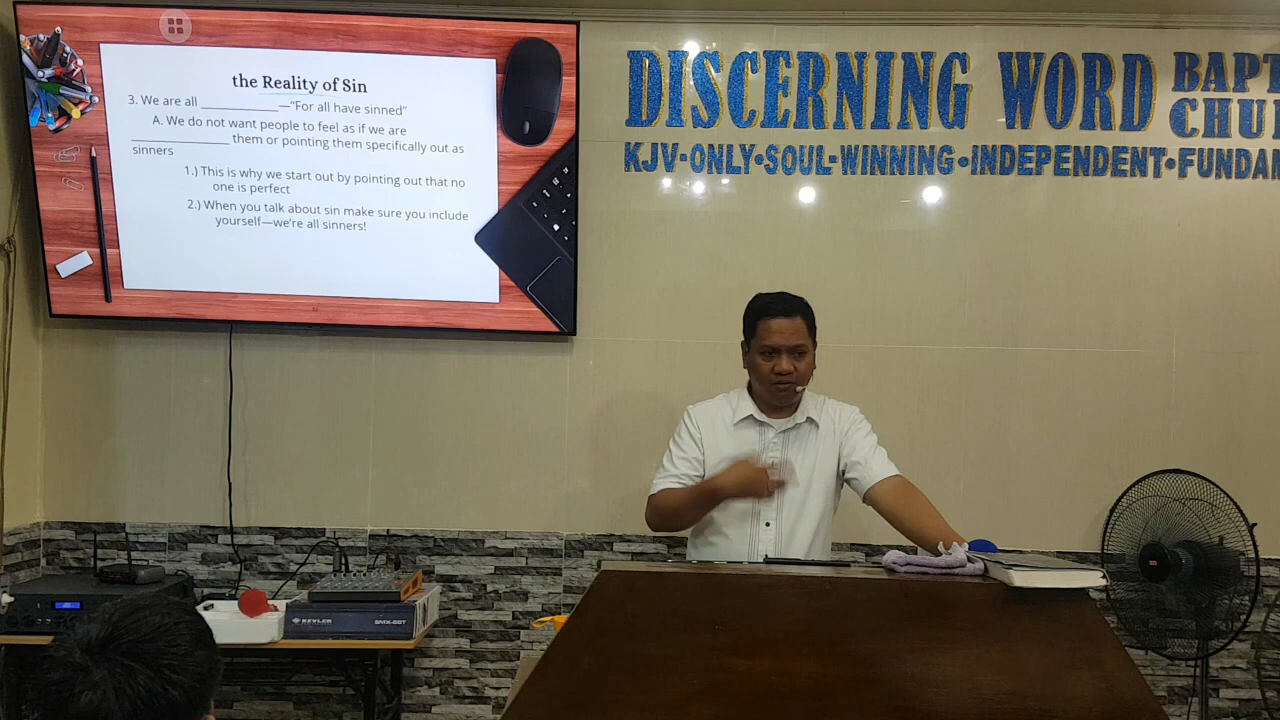 the Reality of Sin
3. We are all ____________—"For all have sinned"
A. We do not want people to feel as if we are
_______________ them or pointing them specifically out as
sinners
1.) This is why we start out by pointing out that no
one is perfect
2.) When you talk about sin make sure you include
yourself—we're all sinners!
DISCERNING WORD BAPT
CHU
KJV-ONLY•SOUL-WINNING•INDEPENDENT•FUNDAM
KEVLER